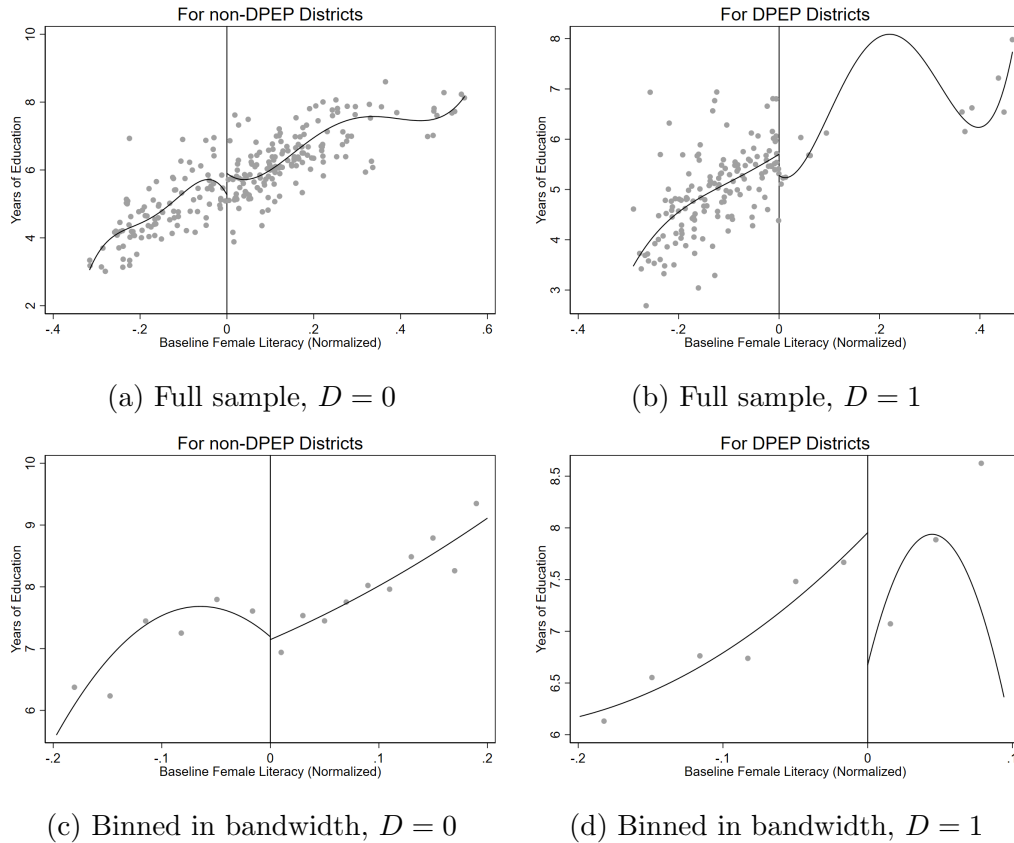 For non-DPEP Districts
Years of Education
10
8
6
4
2
-.4 -.2 0 .2 .4 .6
Baseline Female Literacy (Normalized)
(a) Full sample, D = 0
For DPEP Districts
Years of Education
8
7
6
5
4
3
-.4 -.2 0 .2 .4
Baseline Female Literacy (Normalized)
(b) Full sample, D = 1
For non-DPEP Districts
Years of Education
10
9
8
7
6
-.2 -.1 0 .1 .2
Baseline Female Literacy (Normalized)
(c) Binned in bandwidth, D = 0
For DPEP Districts
Years of Education
8.5
8
7.5
7
6.5
6
-.2 -.1 0 .1
Baseline Female Literacy (Normalized)
(d) Binned in bandwidth, D = 1